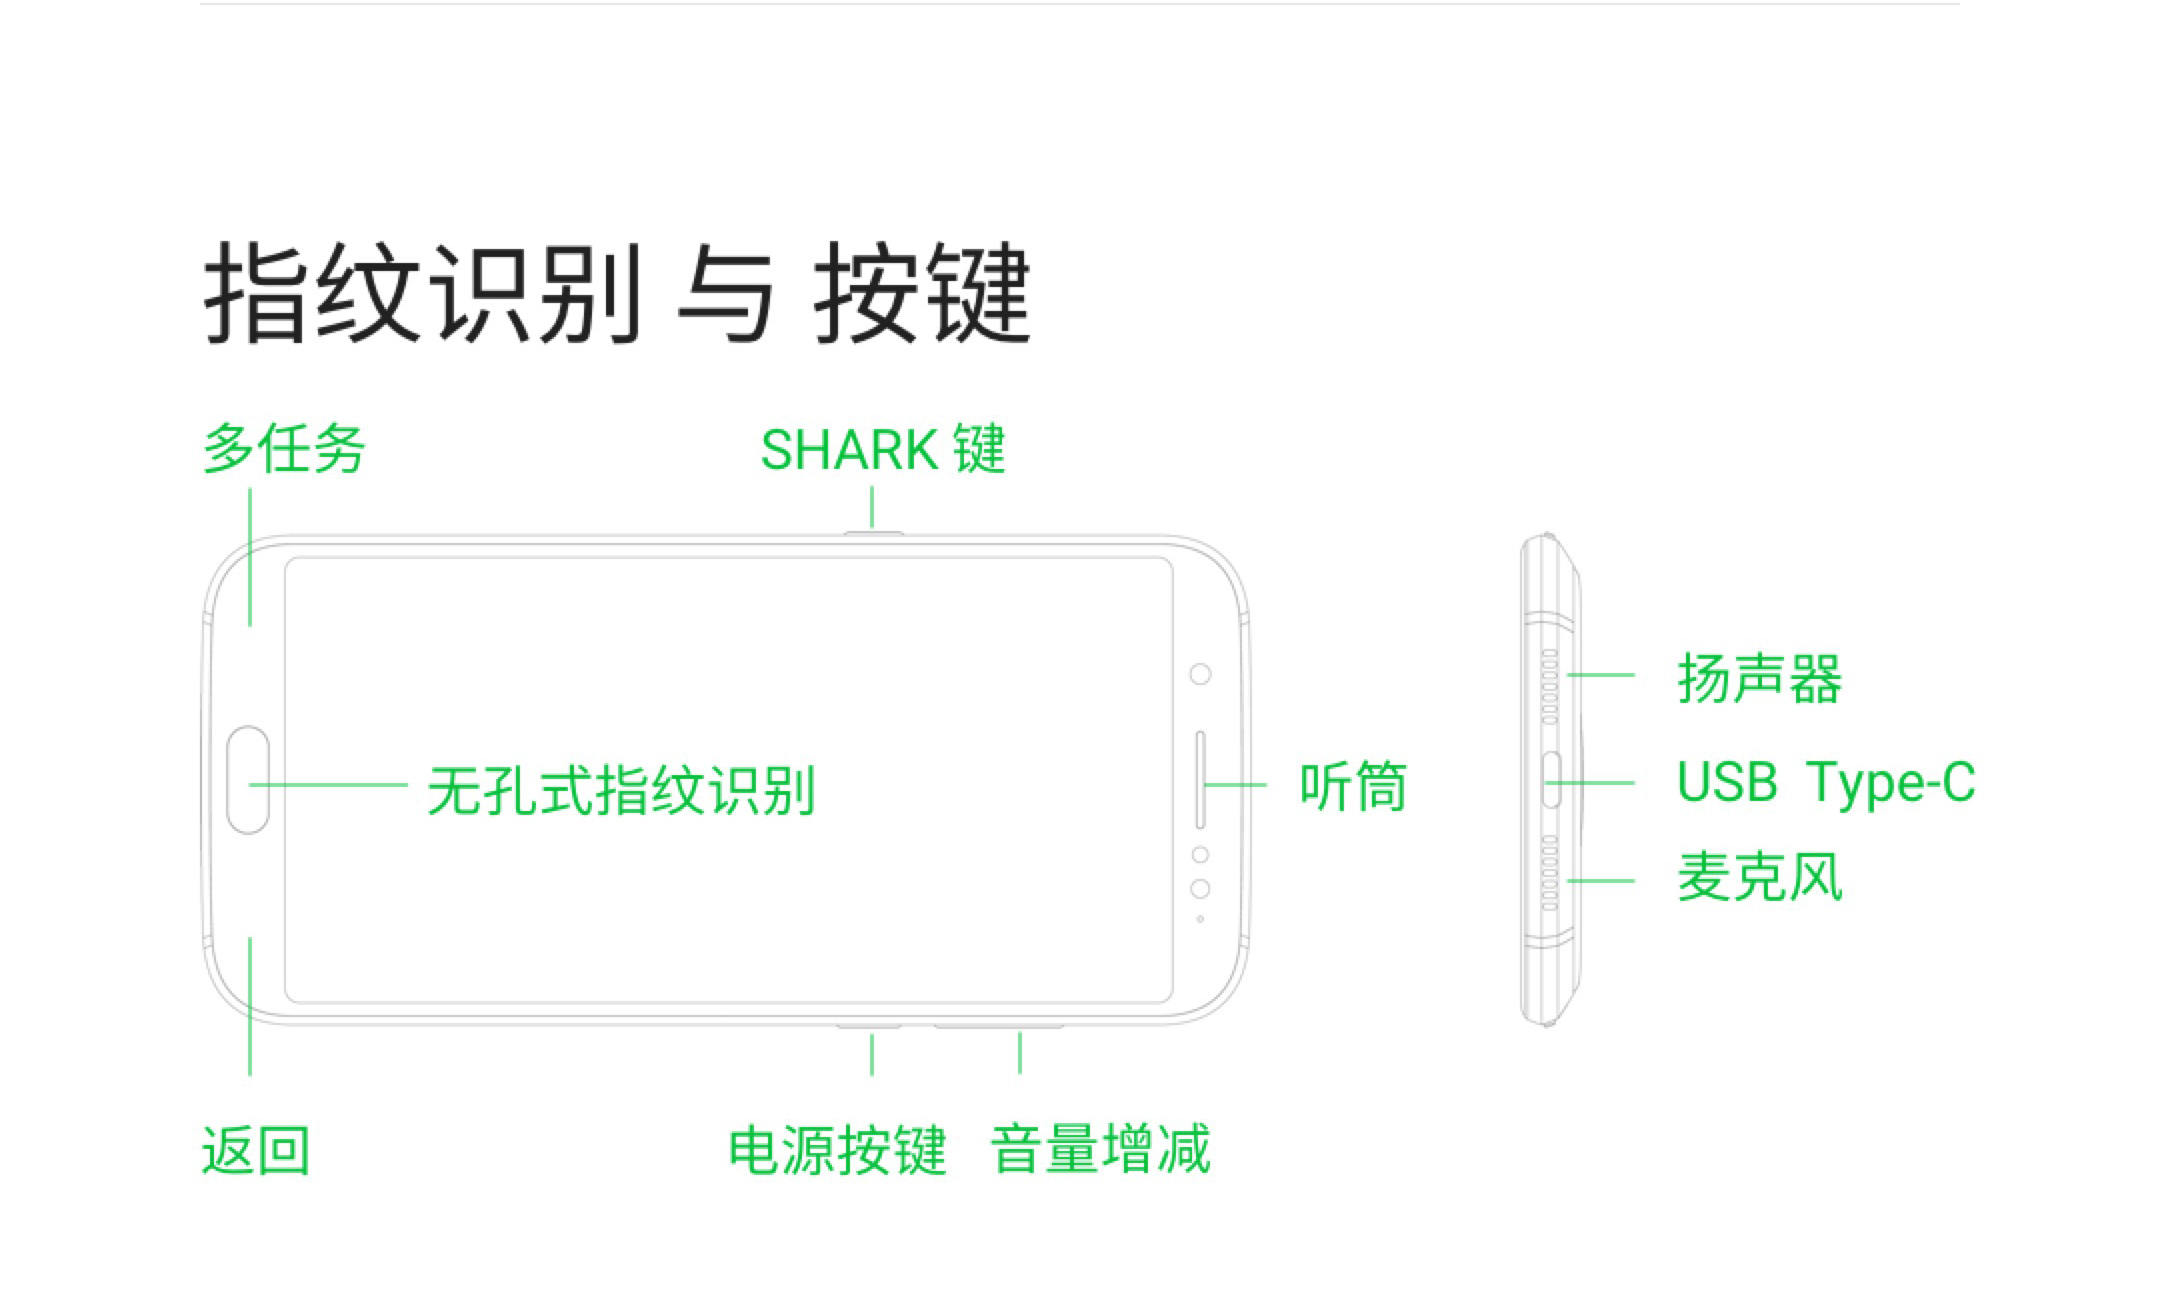 指纹识别 与 按键
多任务
SHARK 键
无孔式指纹识别
听筒
扬声器
USB Type-C
麦克风
返回
电源按键
音量增减